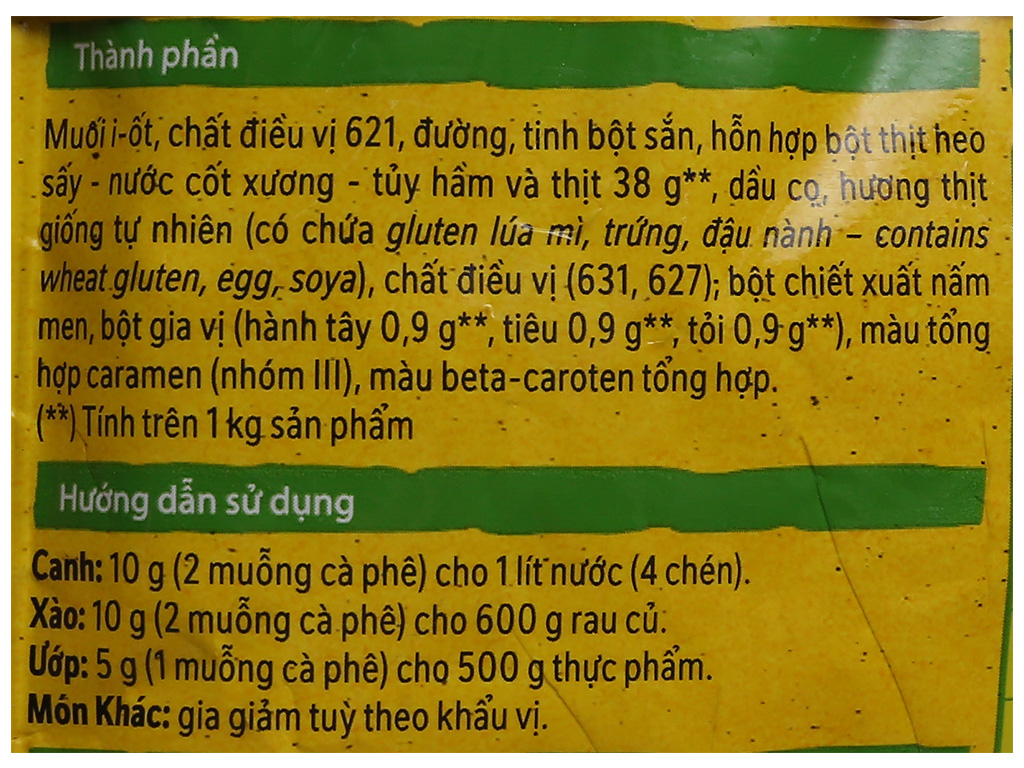 Thành phần
Muối i-ốt, chất điều vị 621, đường, tinh bột sắn, hỗn hợp bột thịt heo
sấy - nước cốt xương - tủy hầm và thịt 38 g**, dầu cọ, hương thịt
giống tự nhiên (có chứa gluten lúa mì, trứng, đậu nành – contains
wheat gluten, egg, soya), chất điều vị (631, 627); bột chiết xuất nấm
men, bột gia vị (hành tây 0,9 g**, tiêu 0,9 g**, tỏi 0,9 g**), màu tổng
hợp caramen (nhóm III), màu beta-caroten tổng hợp.
(**) Tính trên 1 kg sản phẩm
Hướng dẫn sử dụng
Canh: 10 g (2 muỗng cà phê) cho 1 lít nước (4 chén).
Xào: 10 g (2 muỗng cà phê) cho 600 g rau củ.
Ướp: 5 g (1 muỗng cà phê) cho 500 g thực phẩm.
Món Khác: gia giảm tuỳ theo khẩu vị.